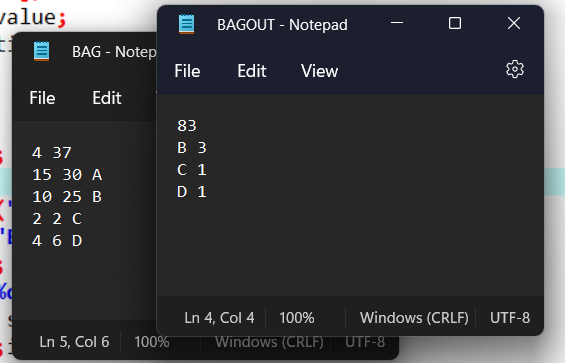 value;
BAG - Notep
File Edit
4 37
15 30 A
10 25 B
2 2 C
4 6 D
Ln 5, Col 6 100% Windows (CRLF) UTF-8
BAGOUT - Notepad
File Edit View
83
B 3
C 1
D 1
Ln 4, Col 4 100% Windows (CRLF) UTF-8